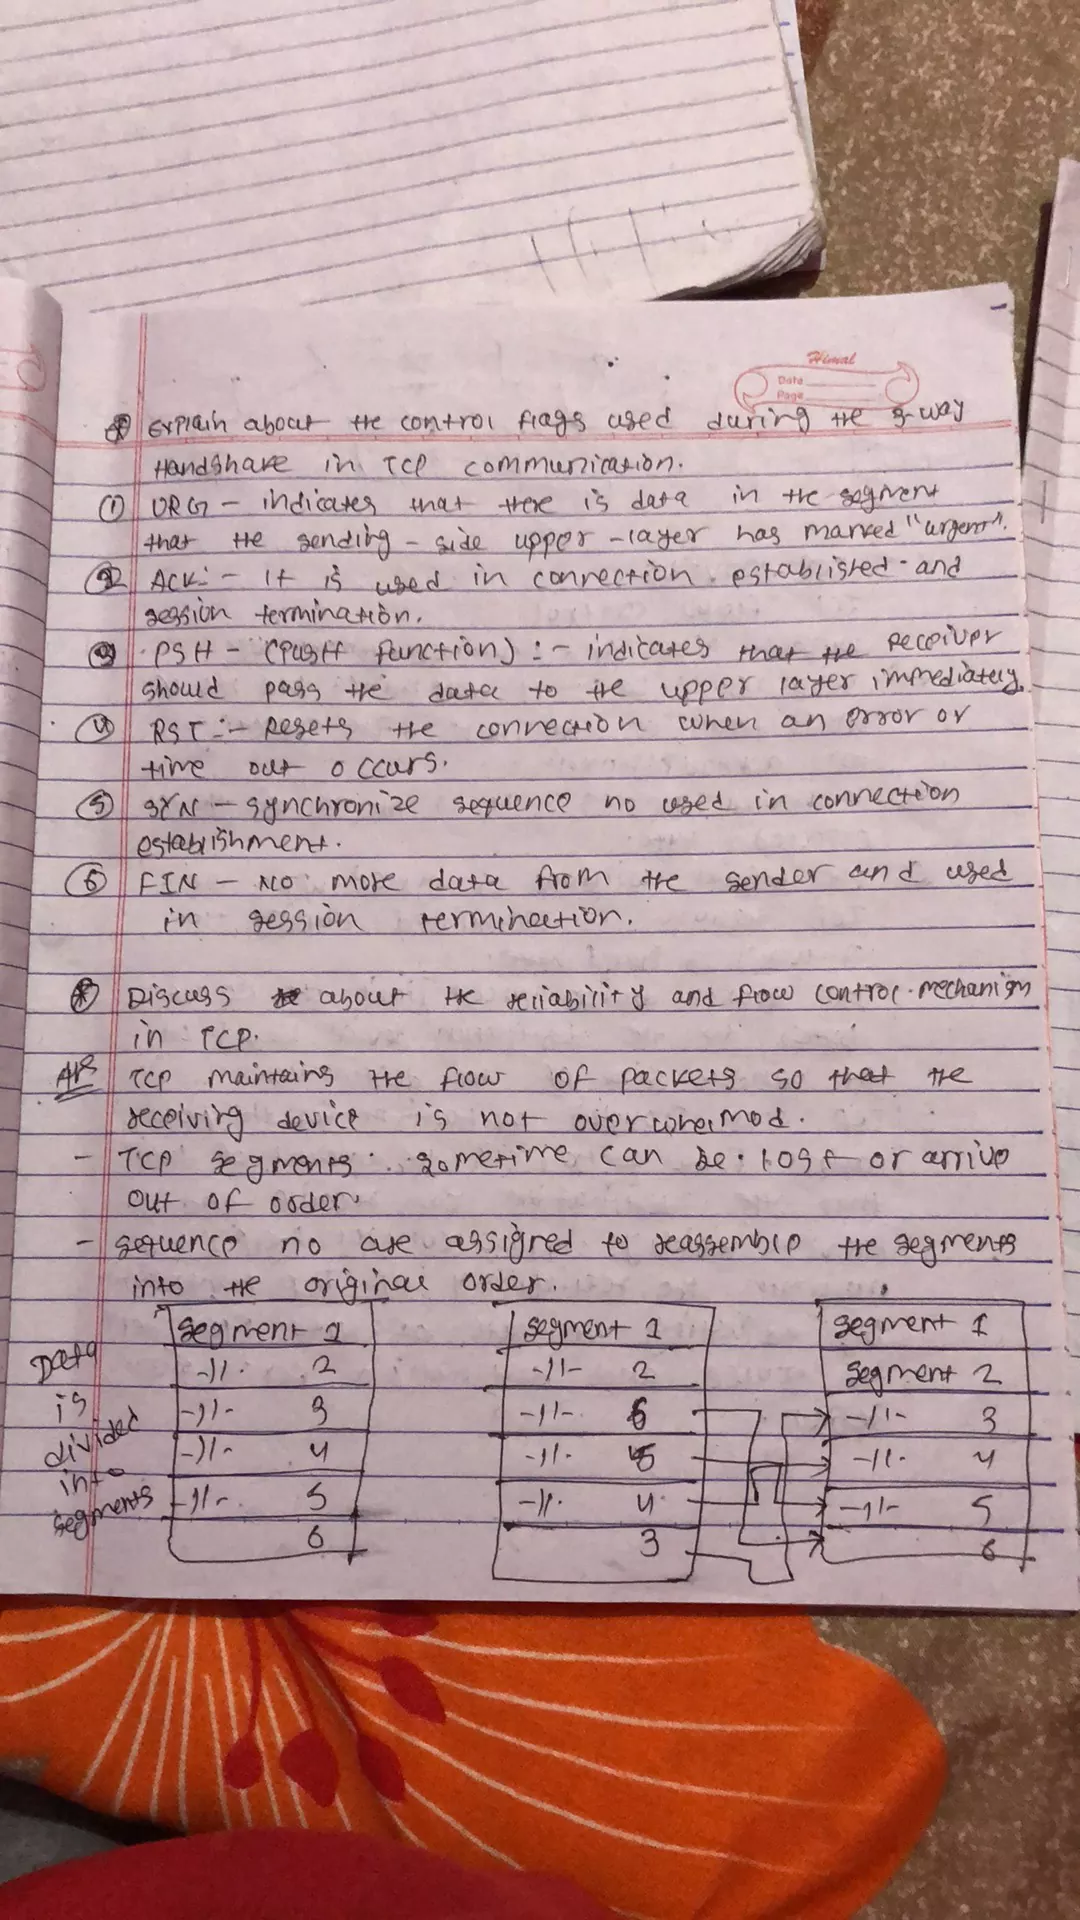 Himal
Date
Page
Explain about the control flags used during the 3-way
Handshake in TCP communication.
① URG - indicates that there is data in the segment
that the sending - side upper - layer has marked "urgent".
② ACK :- It is used in connection established and
session termination.
③ PSH - (PUSH function) :- indicates that the receiver
should pass the data to the upper layer immediately.
④ RST :- Resets the connection when an error or
time out occurs.
⑤ SYN - synchronize sequence no used in connection
establishment.
⑥ FIN - No more data from the sender and used
in session termination.
Discuss about the reliability and flow control mechanism
in TCP.
Ans TCP maintains the flow of packets so that the
receiving device is not overwhelmed.
- TCP segments sometime can be lost or arrive
out of order.
- sequence no are assigned to reassemble the segments
into the original order.
Data
is
divided
into
segments
segment 1
-11- 2
-11- 3
-11- 4
-11- 5
6
segment 1
-11- 2
-11- 6
-11- 5
-11- 4
3
segment 1
segment 2
-11- 3
-11- 4
-11- 5
6